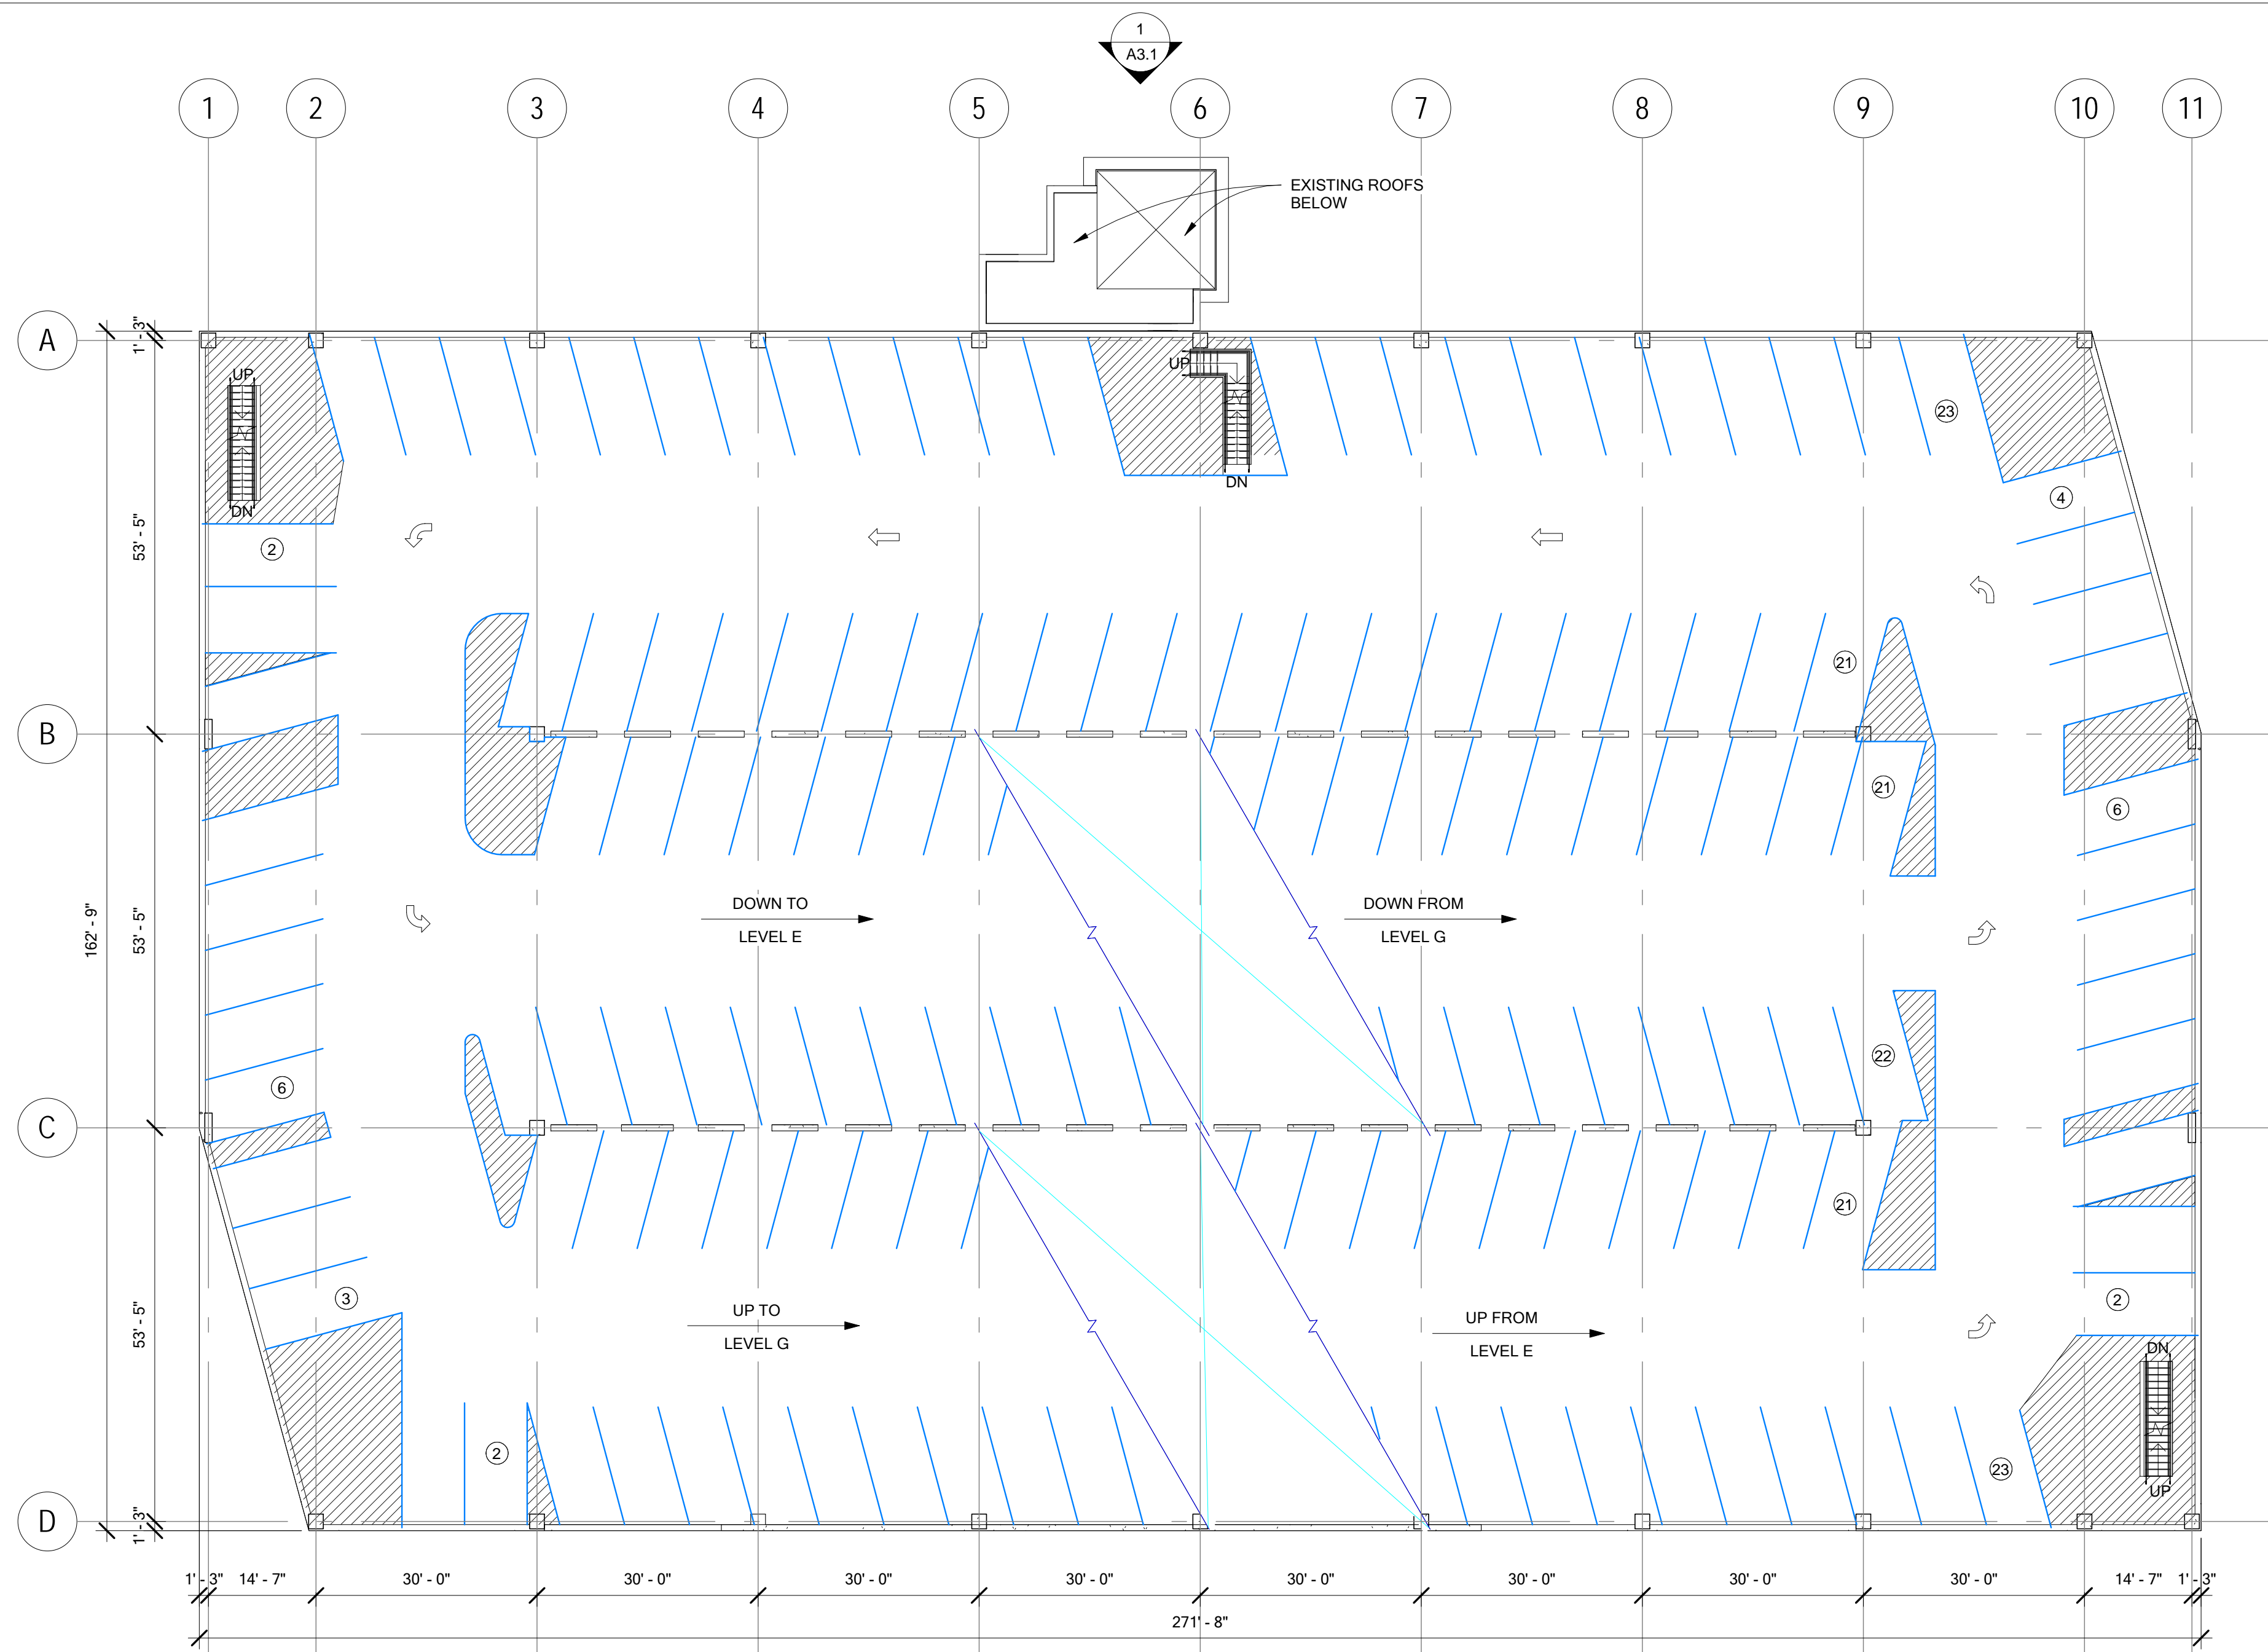 1
A3.1
1
2
3
4
5
6
7
8
9
10
11
EXISTING ROOFS
BELOW
A
1' - 3"
UP
UP
23
4
DN
DN
53' - 5"
2
21
B
21
6
DOWN TO
LEVEL E
DOWN FROM
LEVEL G
162' - 9"
53' - 5"
22
6
C
21
3
53' - 5"
UP TO
LEVEL G
UP FROM
LEVEL E
2
DN
2
23
UP
D
1' - 3"
1' - 3"
14' - 7"
30' - 0"
30' - 0"
30' - 0"
30' - 0"
30' - 0"
30' - 0"
30' - 0"
30' - 0"
14' - 7"
1' - 3"
271' - 8"